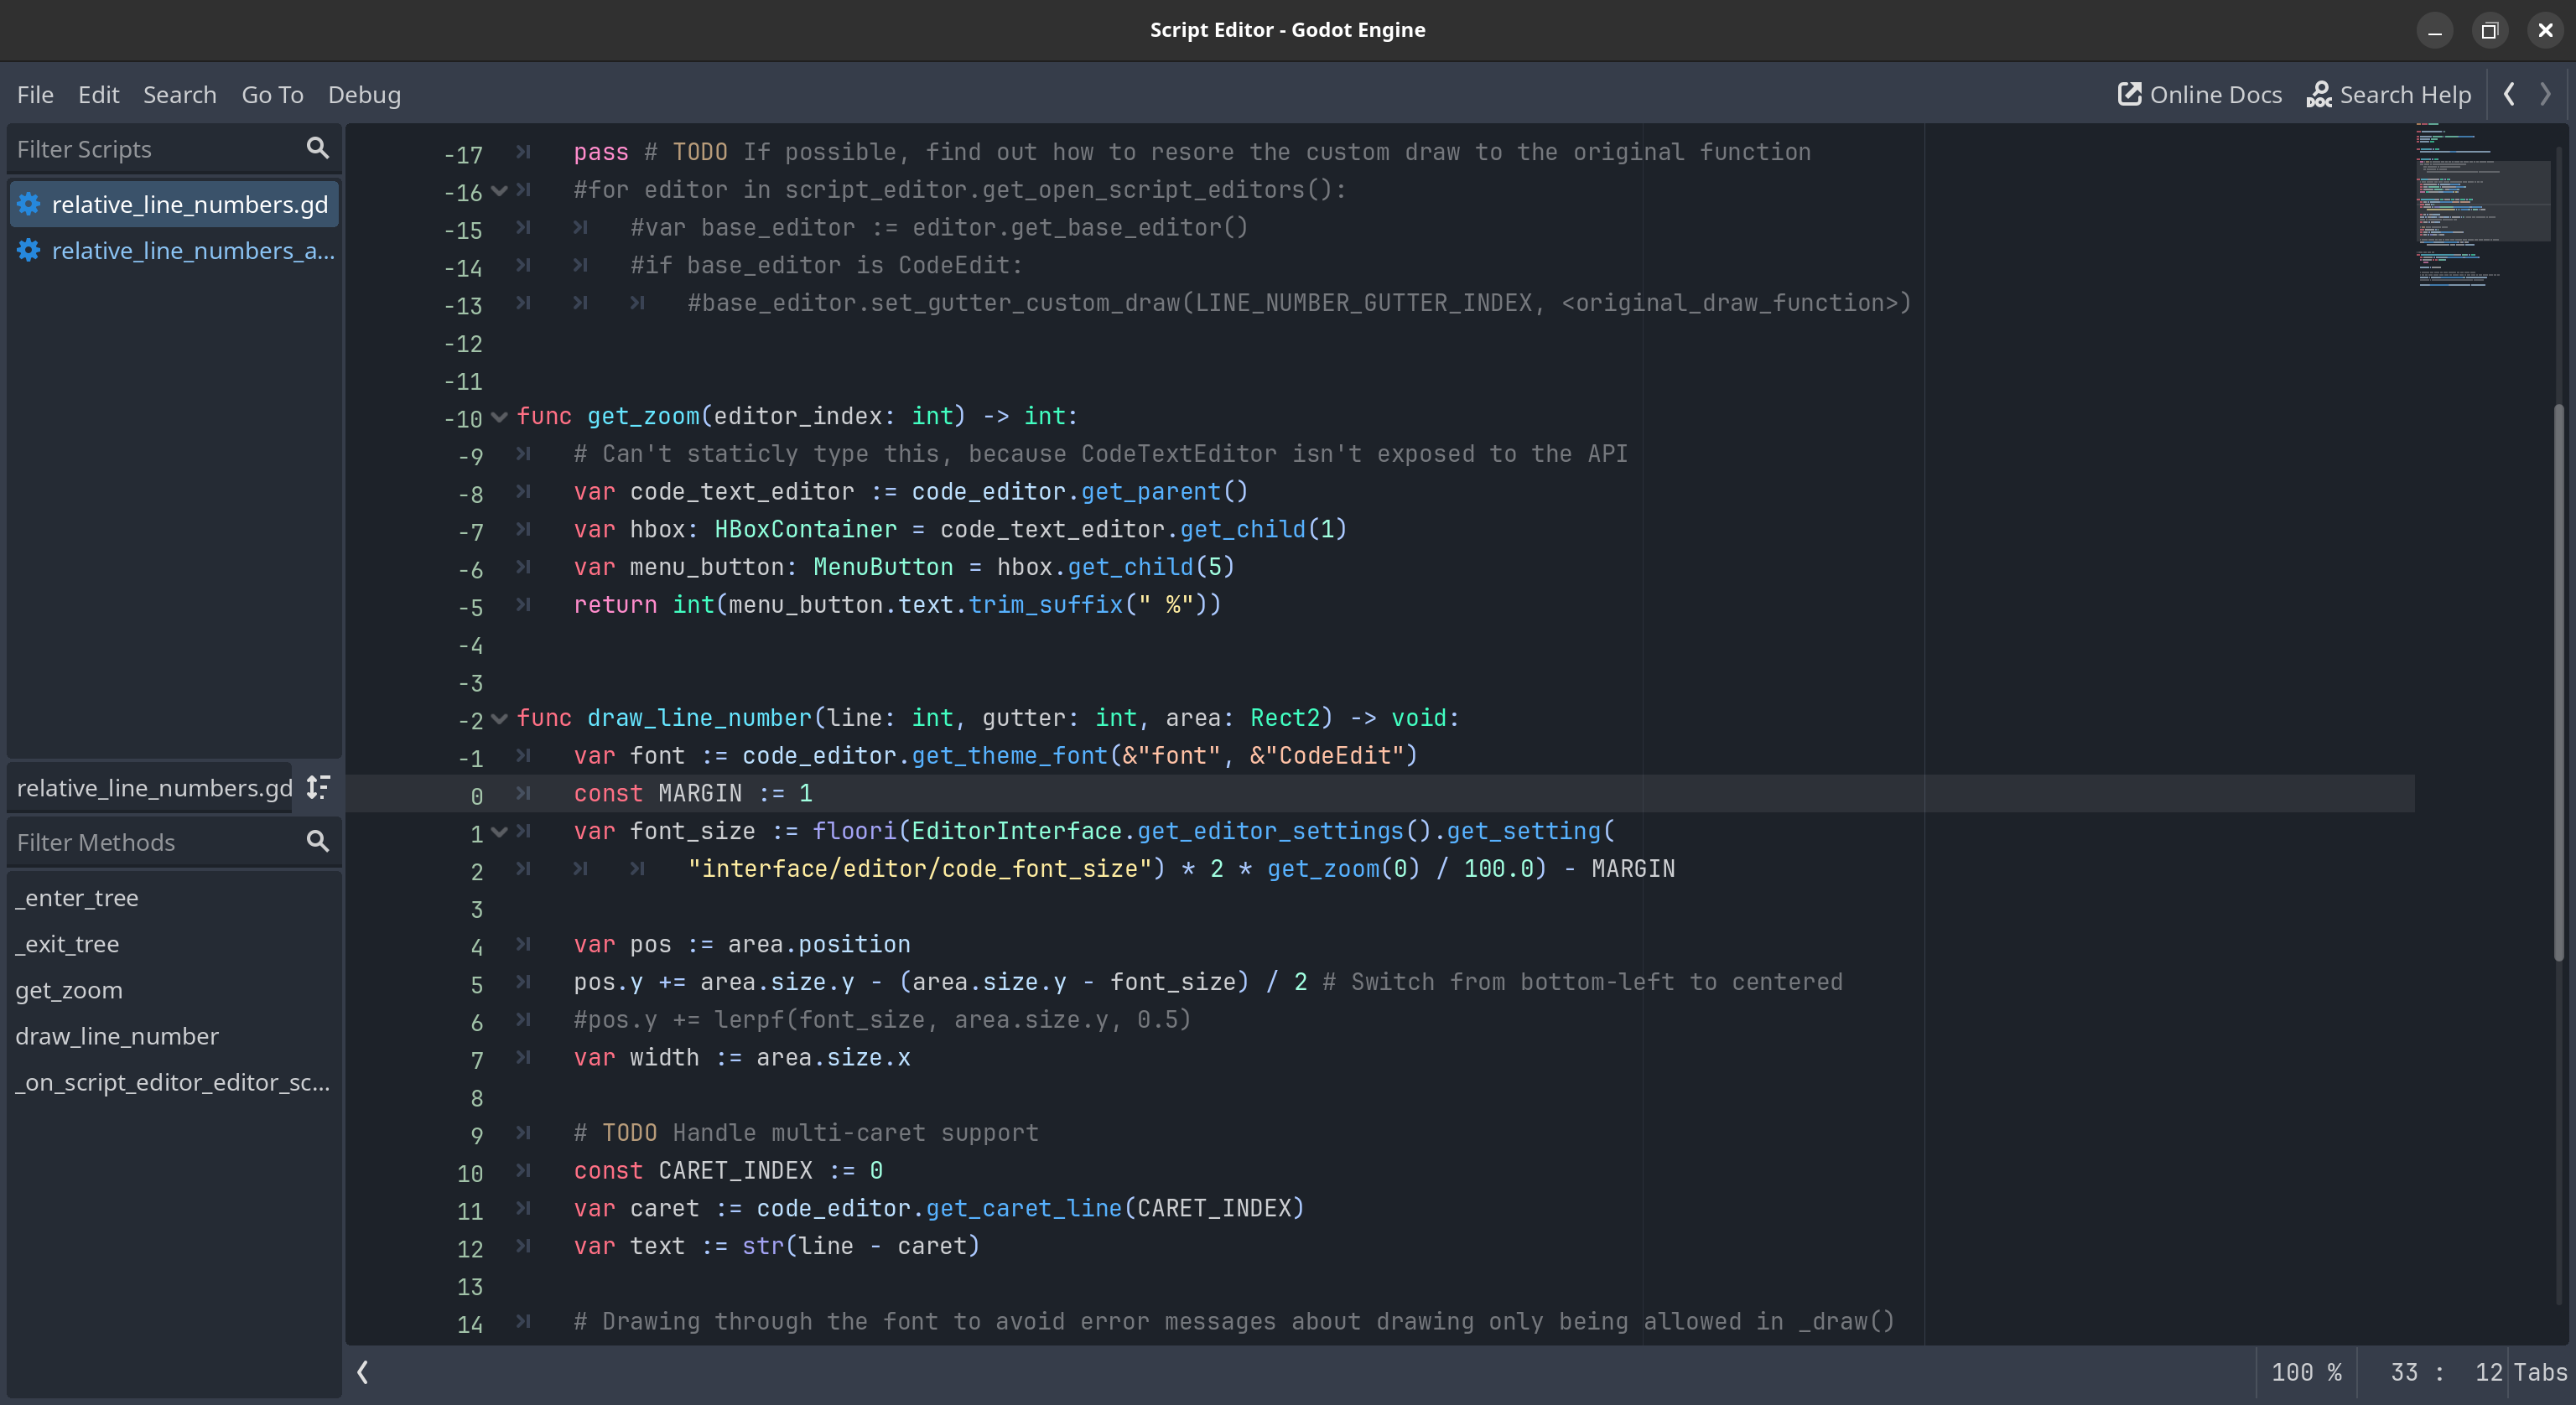 Script Editor - Godot Engine
File Edit Search Go To Debug Online Docs Search Help
Filter Scripts
relative_line_numbers.gd
relative_line_numbers_a...
relative_line_numbers.gd
Filter Methods
_enter_tree
_exit_tree
get_zoom
draw_line_number
_on_script_editor_editor_sc...
-17 pass # TODO If possible, find out how to resore the custom draw to the original function
-16 #for editor in script_editor.get_open_script_editors():
-15 #var base_editor := editor.get_base_editor()
-14 #if base_editor is CodeEdit:
-13 #base_editor.set_gutter_custom_draw(LINE_NUMBER_GUTTER_INDEX, <original_draw_function>)
-12
-11
-10 func get_zoom(editor_index: int) -> int:
-9 # Can't staticly type this, because CodeTextEditor isn't exposed to the API
-8 var code_text_editor := code_editor.get_parent()
-7 var hbox: HBoxContainer = code_text_editor.get_child(1)
-6 var menu_button: MenuButton = hbox.get_child(5)
-5 return int(menu_button.text.trim_suffix(" %"))
-4
-3
-2 func draw_line_number(line: int, gutter: int, area: Rect2) -> void:
-1 var font := code_editor.get_theme_font(&"font", &"CodeEdit")
0 const MARGIN := 1
1 var font_size := floori(EditorInterface.get_editor_settings().get_setting(
2 "interface/editor/code_font_size") * 2 * get_zoom(0) / 100.0) - MARGIN
3
4 var pos := area.position
5 pos.y += area.size.y - (area.size.y - font_size) / 2 # Switch from bottom-left to centered
6 #pos.y += lerpf(font_size, area.size.y, 0.5)
7 var width := area.size.x
8
9 # TODO Handle multi-caret support
10 const CARET_INDEX := 0
11 var caret := code_editor.get_caret_line(CARET_INDEX)
12 var text := str(line - caret)
13
14 # Drawing through the font to avoid error messages about drawing only being allowed in _draw()
100 % 33 : 12 Tabs